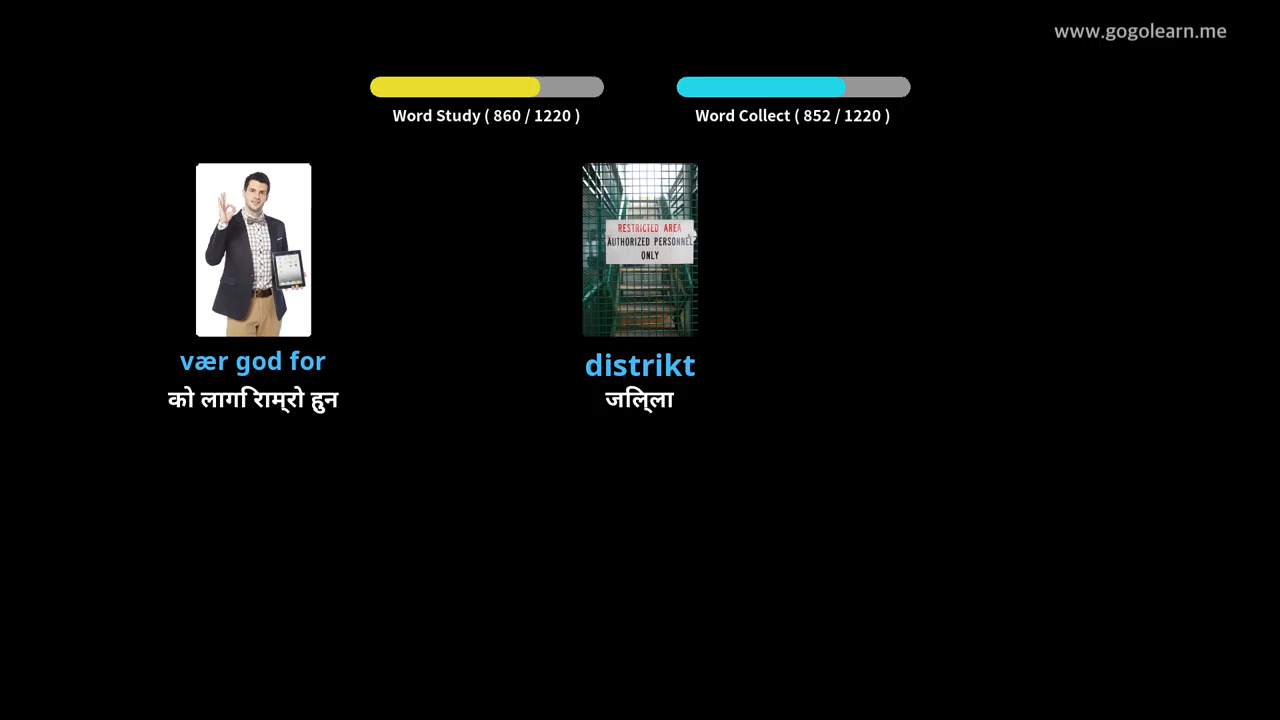 www.gogolearn.me
Word Study ( 860 / 1220 )
Word Collect ( 852 / 1220 )
RESTRICTED AREA
AUTHORIZED PERSONNEL
ONLY
vær god for
distrikt
को लागि राम्रो हुन
जिल्ला